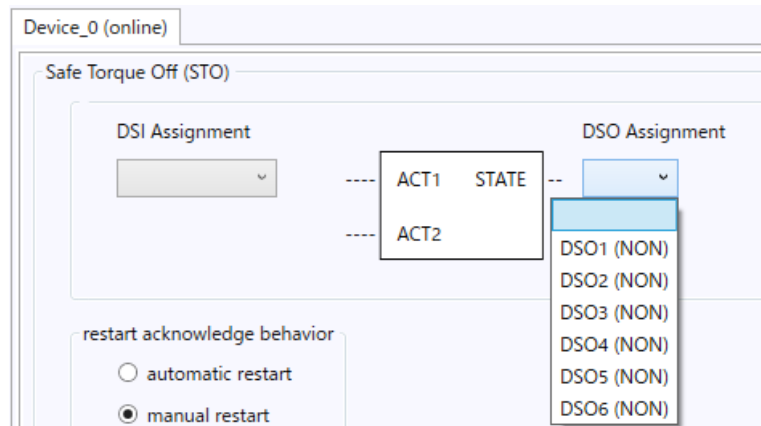 Device_0 (online)
Safe Torque Off (STO)
DSI Assignment
DSO Assignment
---- ACT1 STATE --
---- ACT2
DSO1 (NON)
DSO2 (NON)
DSO3 (NON)
DSO4 (NON)
DSO5 (NON)
DSO6 (NON)
restart acknowledge behavior
automatic restart
manual restart